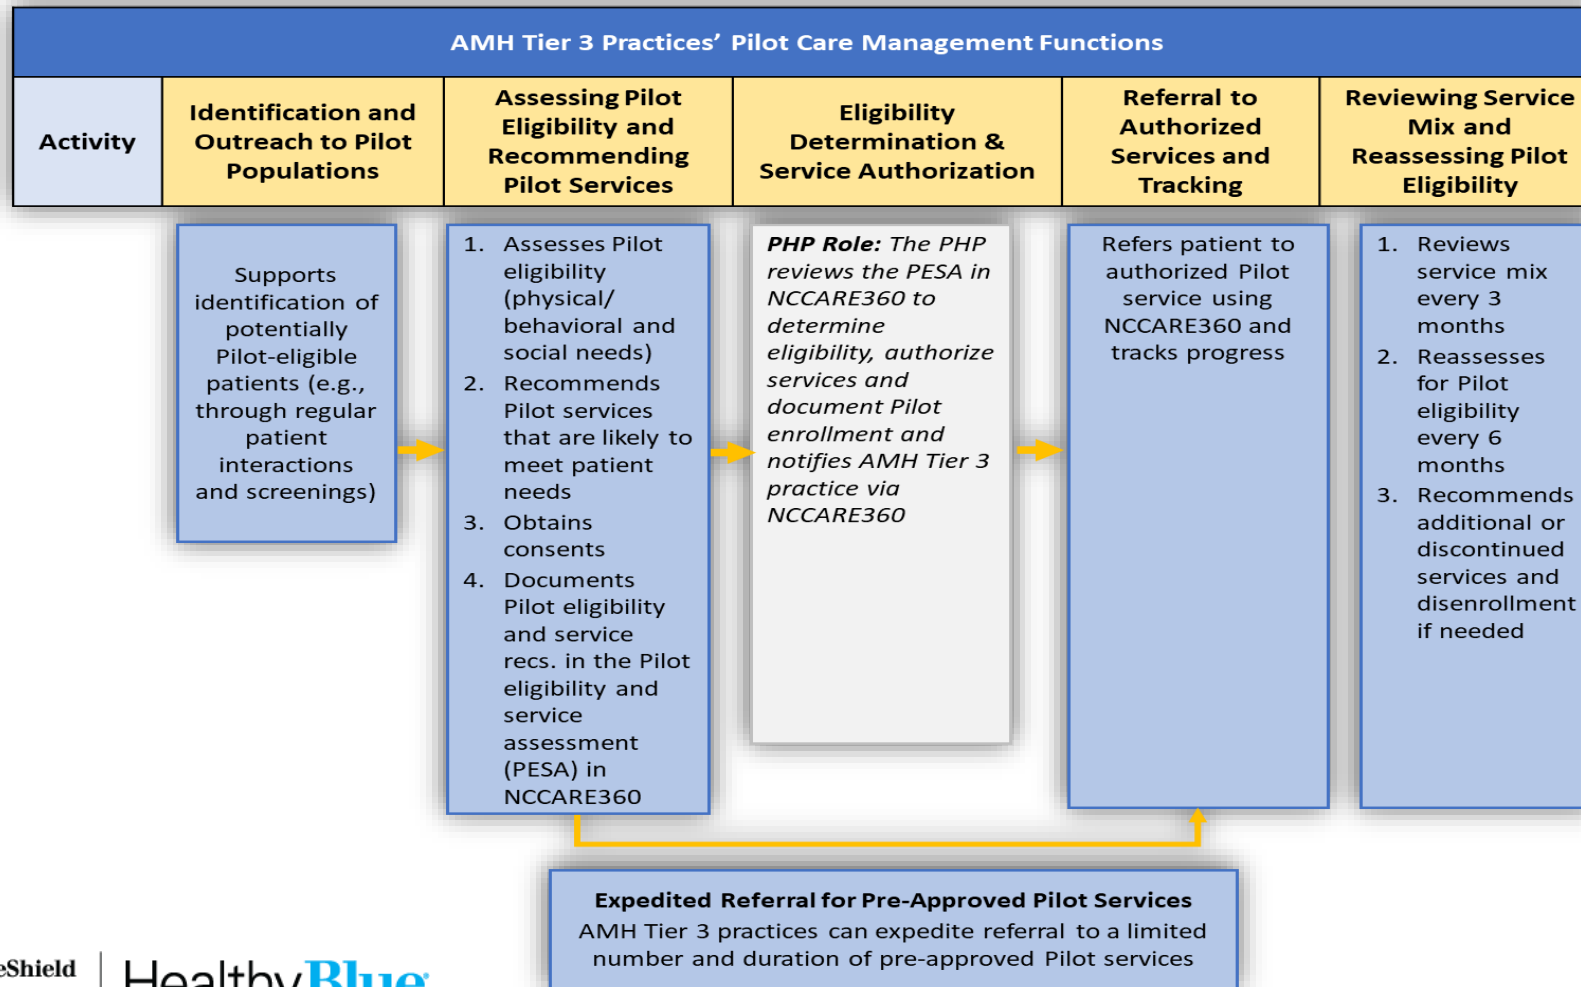 AMH Tier 3 Practices’ Pilot Care Management Functions
Activity
Identification and
Outreach to Pilot
Populations
Assessing Pilot
Eligibility and
Recommending
Pilot Services
Eligibility
Determination &
Service Authorization
Referral to
Authorized
Services and
Tracking
Reviewing Service
Mix and
Reassessing Pilot
Eligibility
Supports
identification of
potentially
Pilot-eligible
patients (e.g.,
through regular
patient
interactions
and screenings)
1. Assesses Pilot
eligibility
(physical/
behavioral and
social needs)
2. Recommends
Pilot services
that are likely to
meet patient
needs
3. Obtains
consents
4. Documents
Pilot eligibility
and service
recs. in the Pilot
eligibility and
service
assessment
(PESA) in
NCCARE360
PHP Role: The PHP
reviews the PESA in
NCCARE360 to
determine
eligibility, authorize
services and
document Pilot
enrollment and
notifies AMH Tier 3
practice via
NCCARE360
Refers patient to
authorized Pilot
service using
NCCARE360 and
tracks progress
1. Reviews
service mix
every 3
months
2. Reassesses
for Pilot
eligibility
every 6
months
3. Recommends
additional or
discontinued
services and
disenrollment
if needed
Expedited Referral for Pre-Approved Pilot Services
AMH Tier 3 practices can expedite referral to a limited
number and duration of pre-approved Pilot services
eShield
HealthyBlue